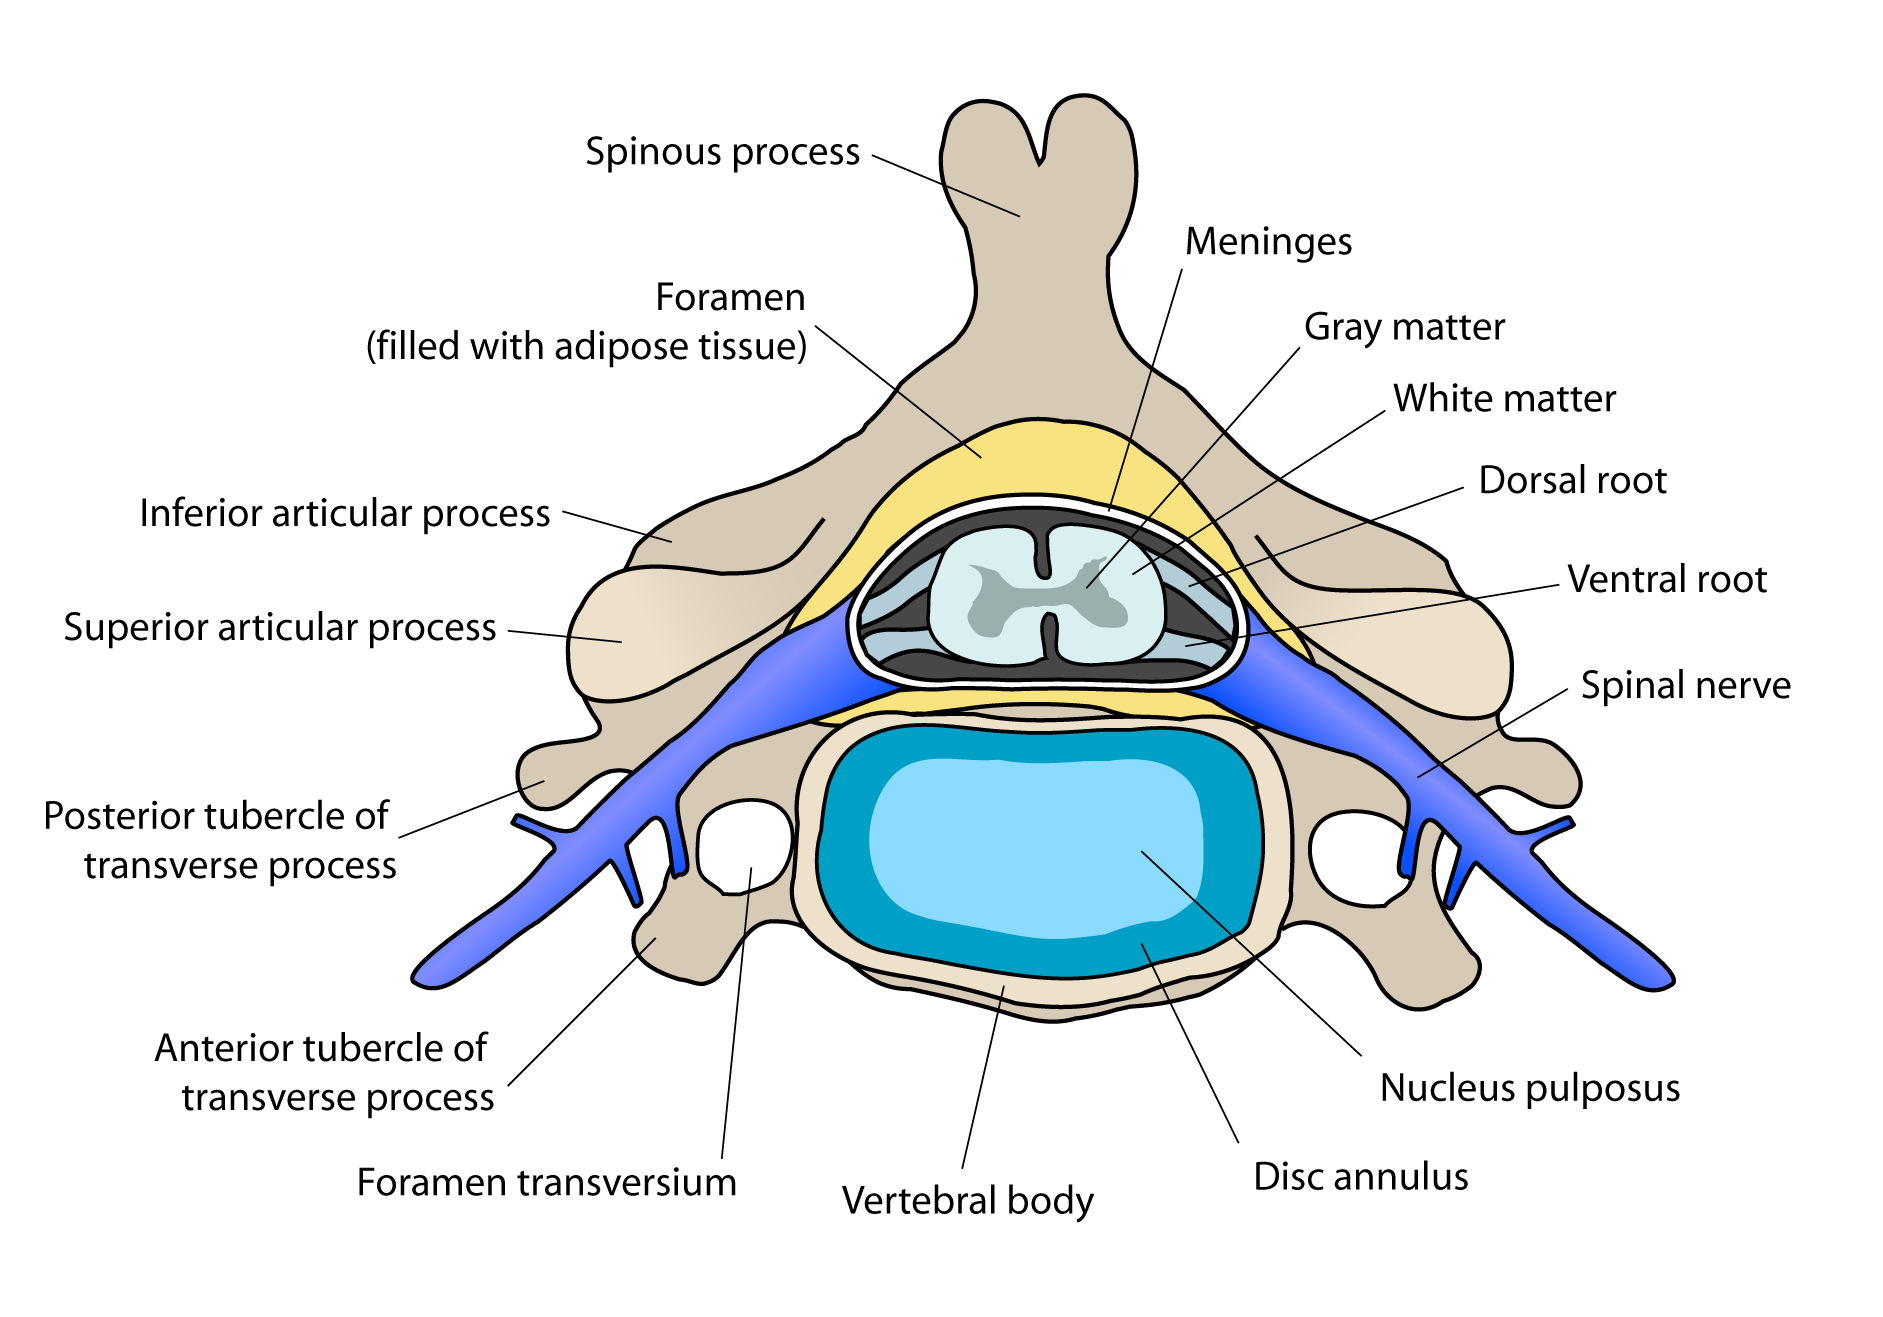 Spinous process
Meninges
Foramen
(filled with adipose tissue)
Gray matter
White matter
Dorsal root
Inferior articular process
Ventral root
Superior articular process
Spinal nerve
Posterior tubercle of
transverse process
Anterior tubercle of
transverse process
Nucleus pulposus
Foramen transversium
Disc annulus
Vertebral body